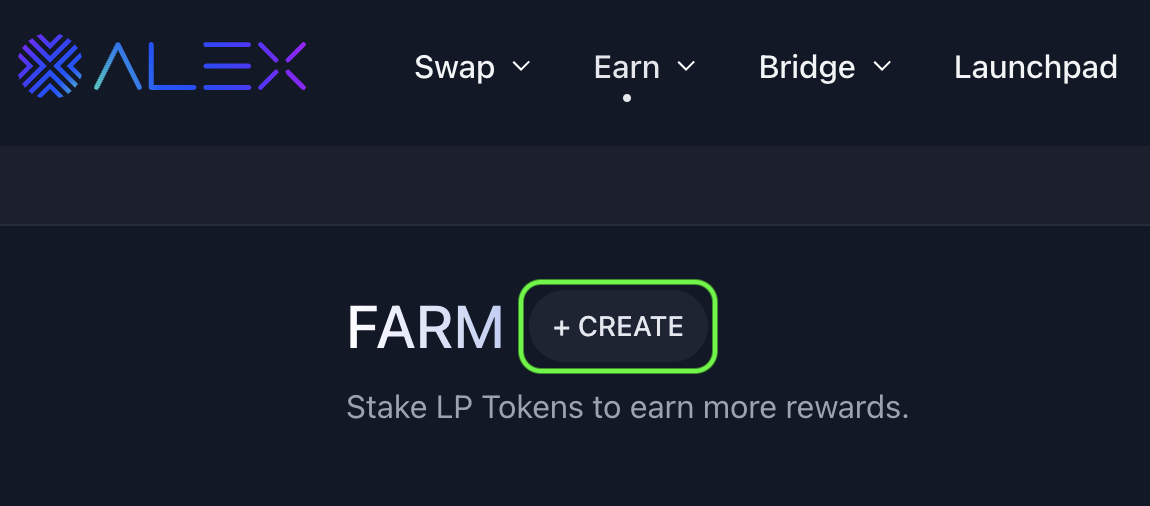 ALEX Swap Earn Bridge Launchpad
FARM + CREATE
Stake LP Tokens to earn more rewards.